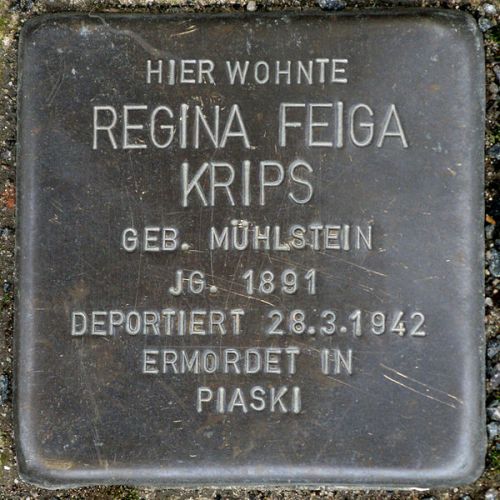 HIER WOHNTE
REGINA FEIGA
KRIPS
GEB. MÜHLSTEIN
JG. 1891
DEPORTIERT 28.3.1942
ERMORDET IN
PIASKI